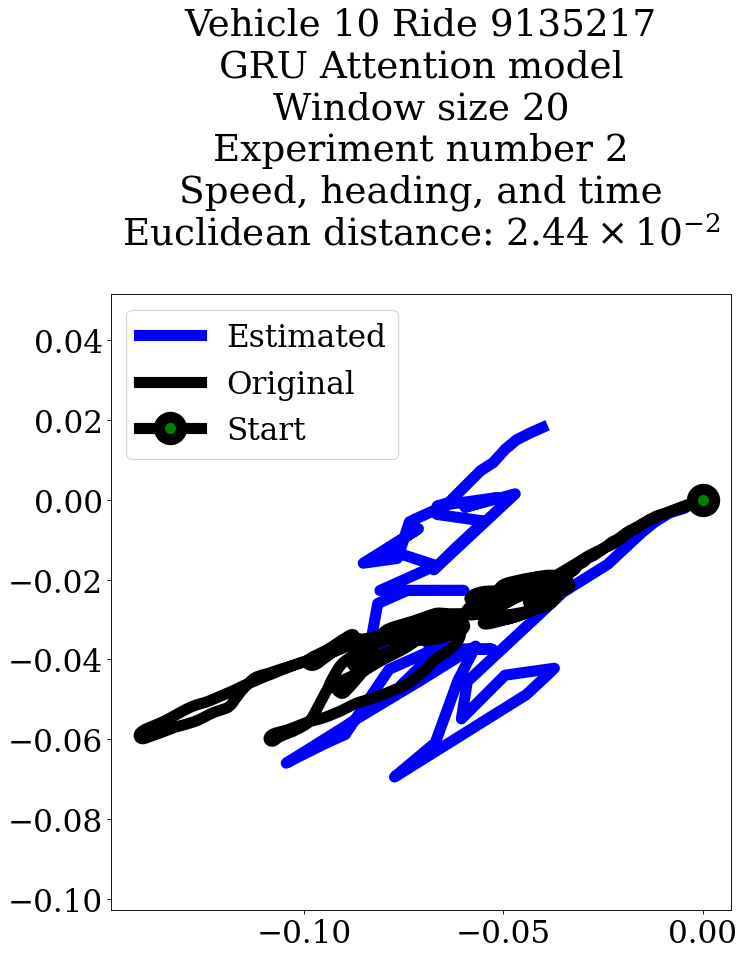 Vehicle 10 Ride 9135217
GRU Attention model
Window size 20
Experiment number 2
Speed, heading, and time
Euclidean distance: 2.44 × 10⁻²
Estimated
Original
Start
0.04
0.02
0.00
−0.02
−0.04
−0.06
−0.08
−0.10
−0.10 −0.05 0.00